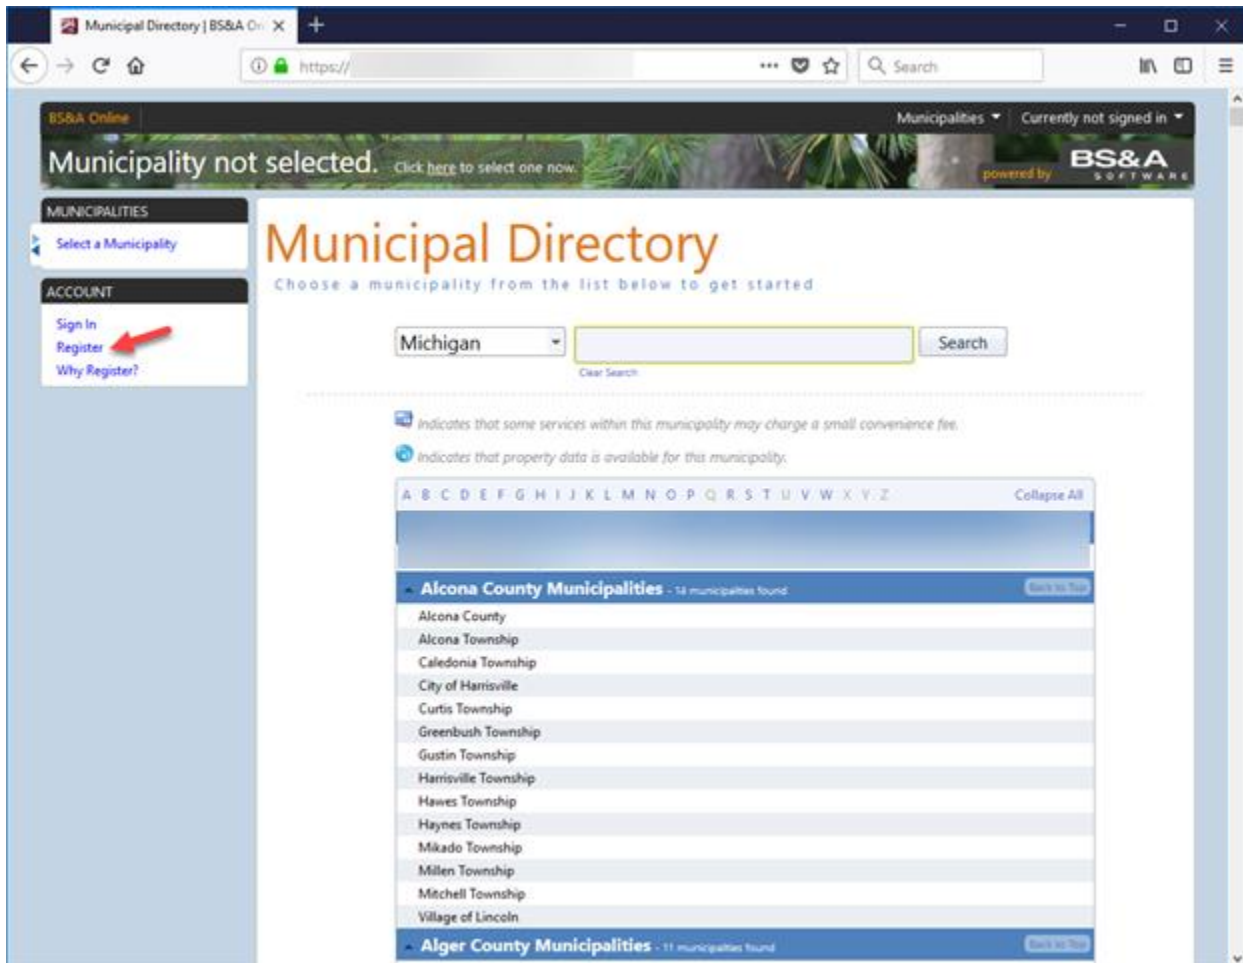 Municipal Directory | BS&A On
https://
Search
BS&A Online
Municipalities
Currently not signed in
Municipality not selected. Click here to select one now.
powered by
BS&A
SOFTWARE
MUNICIPALITIES
Select a Municipality
ACCOUNT
Sign In
Register
Why Register?
Municipal Directory
Choose a municipality from the list below to get started
Michigan
Search
Clear Search
Indicates that some services within this municipality may charge a small convenience fee.
Indicates that property data is available for this municipality.
A B C D E F G H I J K L M N O P Q R S T U V W X Y Z
Collapse All
Alcona County Municipalities - 14 municipalities found
Back to Top
Alcona County
Alcona Township
Caledonia Township
City of Harrisville
Curtis Township
Greenbush Township
Gustin Township
Harrisville Township
Hawes Township
Haynes Township
Mikado Township
Millen Township
Mitchell Township
Village of Lincoln
Alger County Municipalities - 11 municipalities found
Back to Top